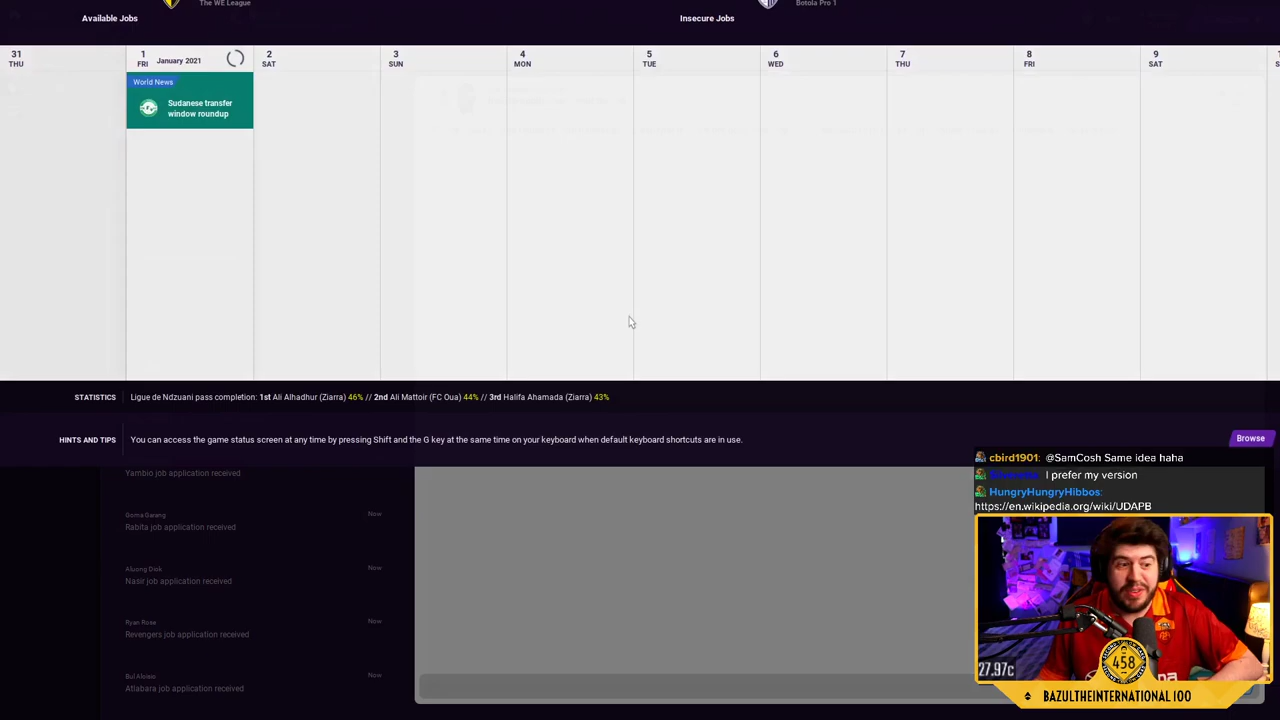 The WE League
Botola Pro 1
Available Jobs
Insecure Jobs
31
THU
1
FRI
January 2021
2
SAT
3
SUN
4
MON
5
TUE
6
WED
7
THU
8
FRI
9
SAT
World News
Sudanese transfer
window roundup
STATISTICS
Ligue de Ndzuani pass completion: 1st Ali Alhadhur (Ziarra) 46% // 2nd Ali Mattoir (FC Oua) 44% // 3rd Halifa Ahamada (Ziarra) 43%
HINTS AND TIPS
You can access the game status screen at any time by pressing Shift and the G key at the same time on your keyboard when default keyboard shortcuts are in use.
Browse
cbird1901: @SamCosh Same idea haha
I prefer my version
HungryHungryHibbos:
https://en.wikipedia.org/wiki/UDAPB
Yambio job application received
Goma Garang
Now
Rabita job application received
Aluong Diok
Now
Nasir job application received
Ryan Rose
Now
Revengers job application received
Bul Aloisio
Now
Atlabara job application received
27.97c
458
BAZULTHEINTERNATIONAL100